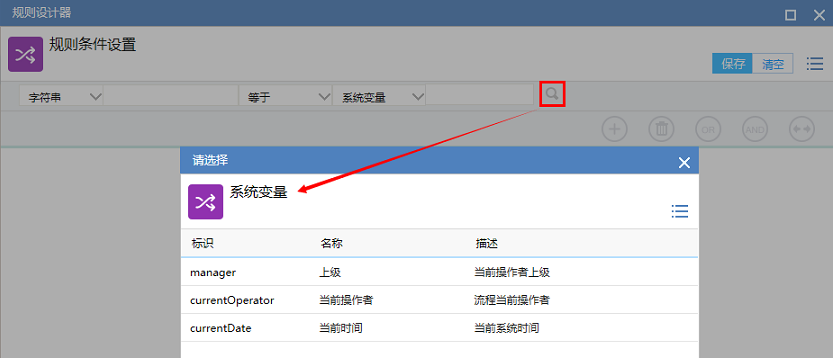 规则设计器
规则条件设置
保存 清空
字符串 等于 系统变量
OR AND
请选择
系统变量
标识 名称 描述
manager 上级 当前操作者上级
currentOperator 当前操作者 流程当前操作者
currentDate 当前时间 当前系统时间